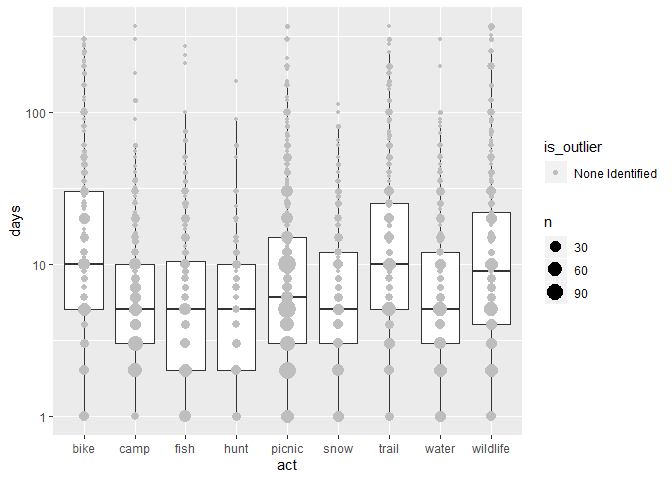 days
100
10
1
bike camp fish hunt picnic snow trail water wildlife
act
is_outlier
None Identified
n
30
60
90